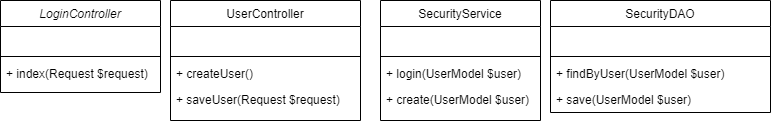 LoginController
+ index(Request $request)
UserController
+ createUser()
+ saveUser(Request $request)
SecurityService
+ login(UserModel $user)
+ create(UserModel $user)
SecurityDAO
+ findByUser(UserModel $user)
+ save(UserModel $user)